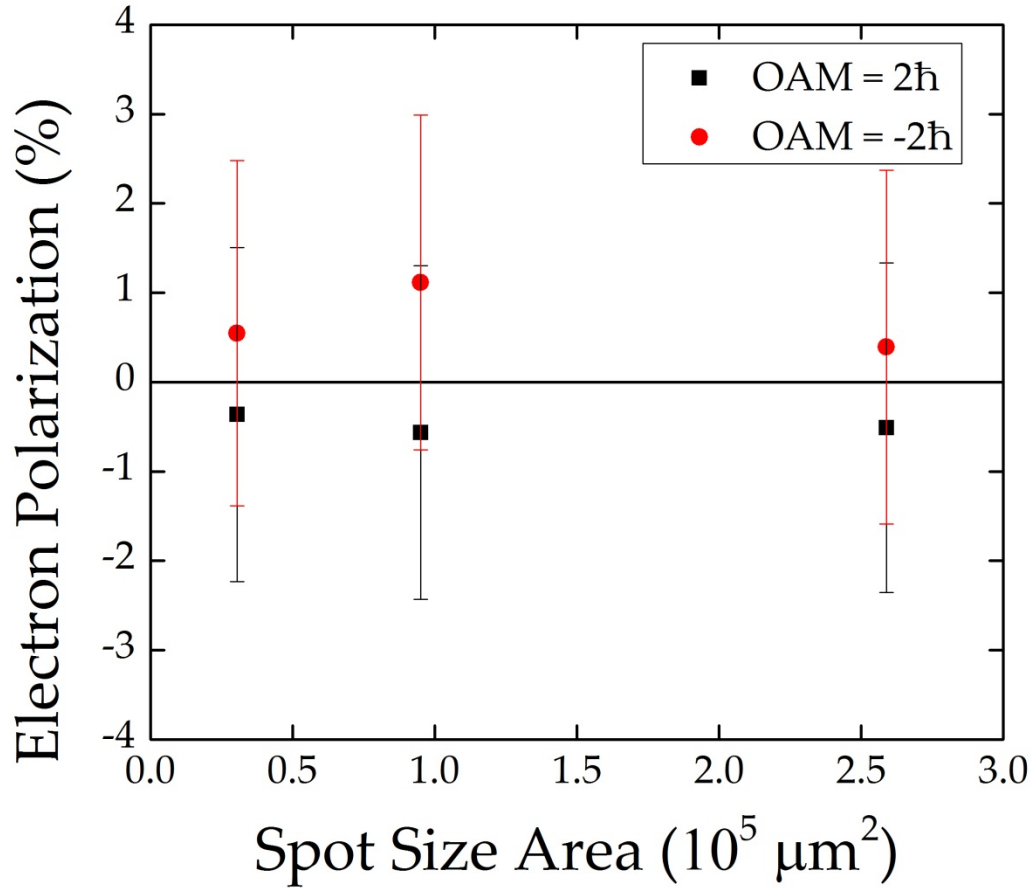 Electron Polarization (%)
4
3
2
1
0
-1
-2
-3
-4
OAM = 2ħ
OAM = -2ħ
0.0 0.5 1.0 1.5 2.0 2.5 3.0
Spot Size Area (10⁵ μm²)